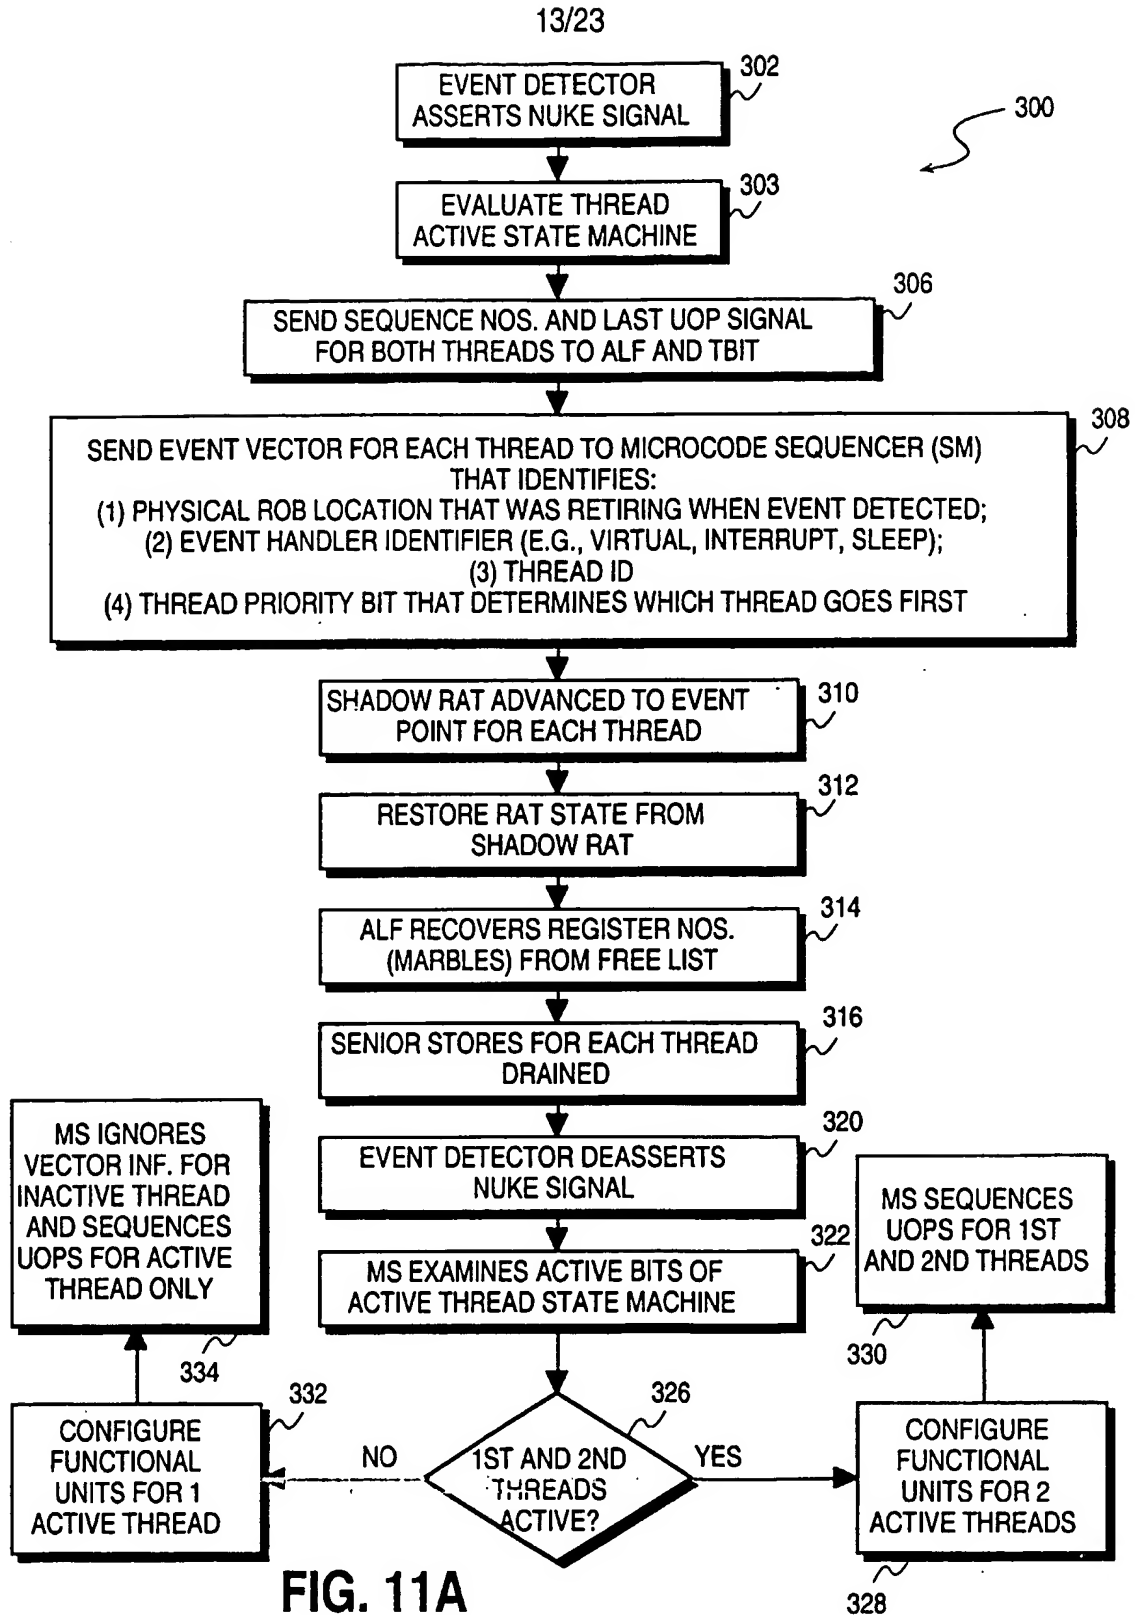 13/23
302
EVENT DETECTOR
ASSERTS NUKE SIGNAL
300
303
EVALUATE THREAD
ACTIVE STATE MACHINE
306
SEND SEQUENCE NOS. AND LAST UOP SIGNAL
FOR BOTH THREADS TO ALF AND TBIT
308
SEND EVENT VECTOR FOR EACH THREAD TO MICROCODE SEQUENCER (SM)
THAT IDENTIFIES:
(1) PHYSICAL ROB LOCATION THAT WAS RETIRING WHEN EVENT DETECTED;
(2) EVENT HANDLER IDENTIFIER (E.G., VIRTUAL, INTERRUPT, SLEEP);
(3) THREAD ID
(4) THREAD PRIORITY BIT THAT DETERMINES WHICH THREAD GOES FIRST
310
SHADOW RAT ADVANCED TO EVENT
POINT FOR EACH THREAD
312
RESTORE RAT STATE FROM
SHADOW RAT
314
ALF RECOVERS REGISTER NOS.
(MARBLES) FROM FREE LIST
316
SENIOR STORES FOR EACH THREAD
DRAINED
320
EVENT DETECTOR DEASSERTS
NUKE SIGNAL
322
MS EXAMINES ACTIVE BITS OF
ACTIVE THREAD STATE MACHINE
326
1ST AND 2ND
THREADS
ACTIVE?
NO
YES
332
CONFIGURE
FUNCTIONAL
UNITS FOR 1
ACTIVE THREAD
MS IGNORES
VECTOR INF. FOR
INACTIVE THREAD
AND SEQUENCES
UOPS FOR ACTIVE
THREAD ONLY
334
CONFIGURE
FUNCTIONAL
UNITS FOR 2
ACTIVE THREADS
328
MS SEQUENCES
UOPS FOR 1ST
AND 2ND THREADS
330
FIG. 11A